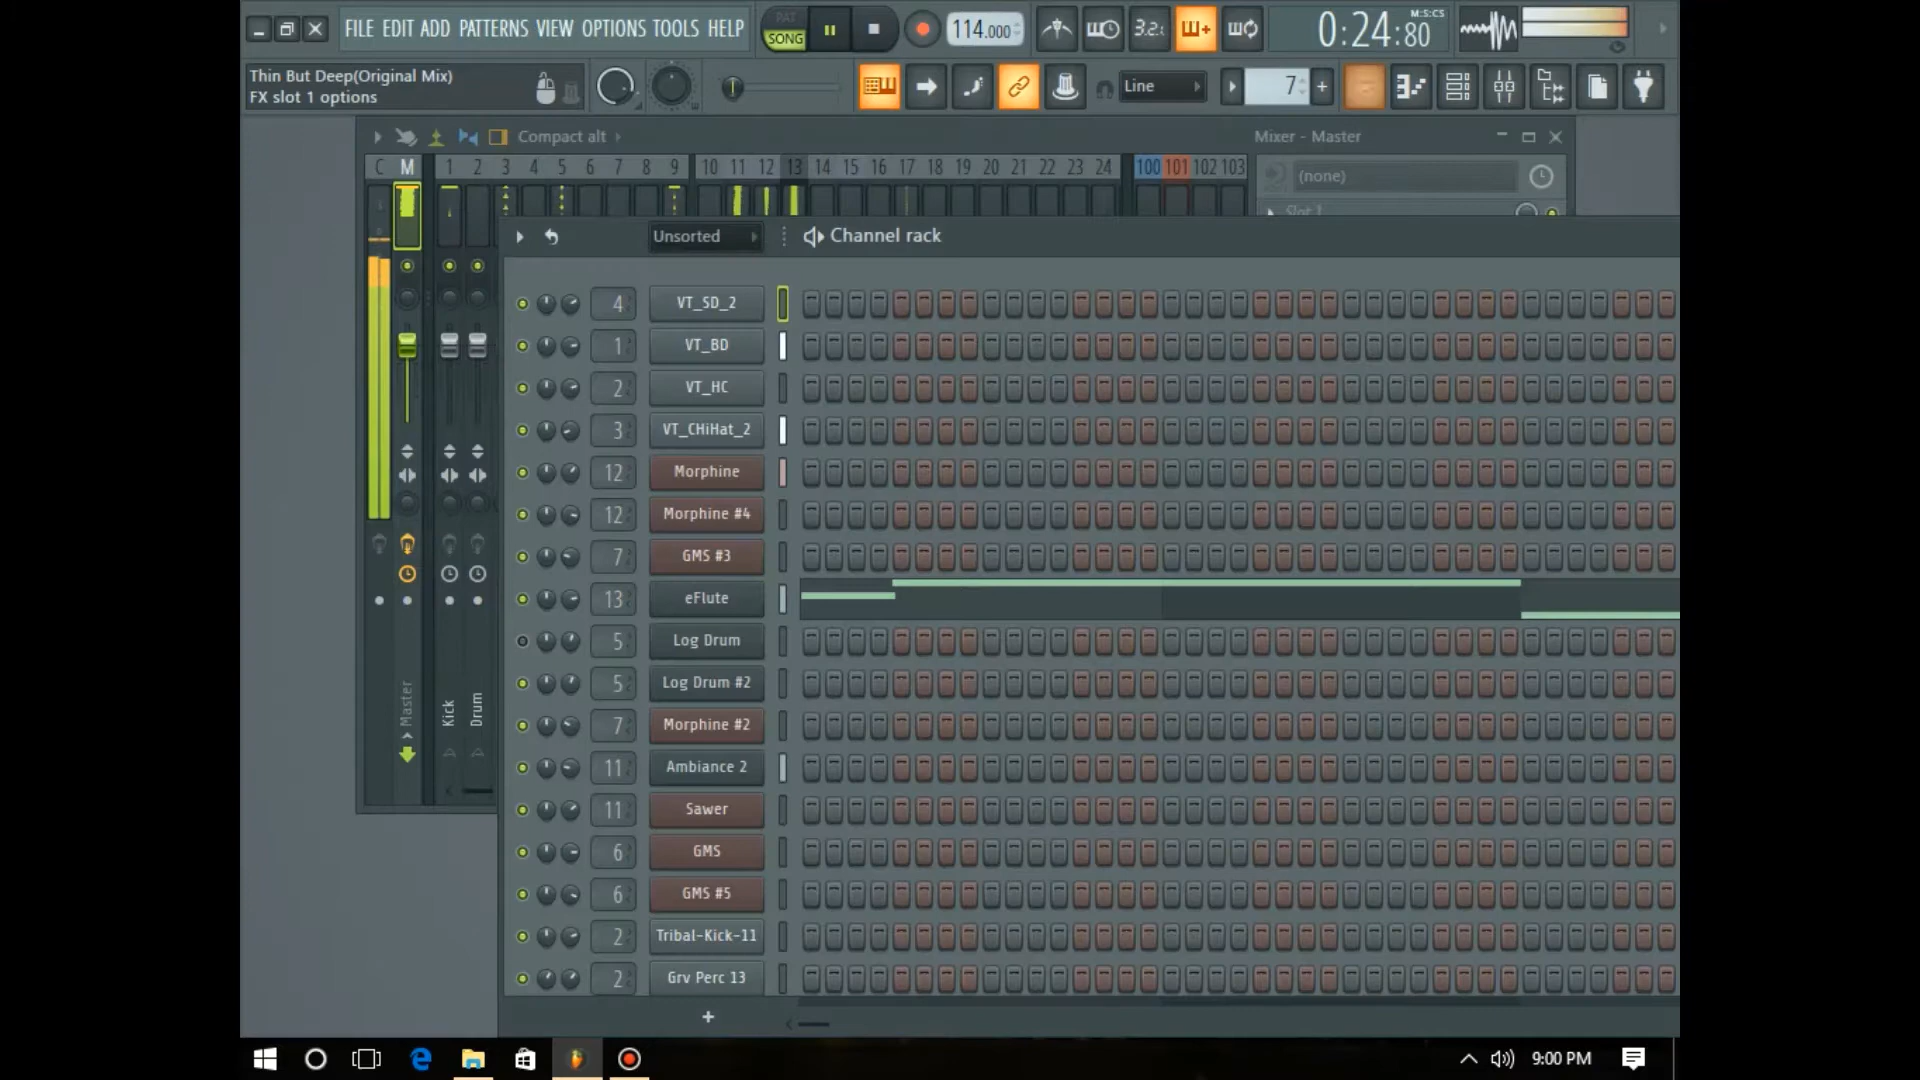 FILE EDIT ADD PATTERNS VIEW OPTIONS TOOLS HELP
PAT
SONG
114.000
3.2.
0:24:80
M:S:CS
Thin But Deep(Original Mix)
FX slot 1 options
Line
7
+
Compact alt
Mixer - Master
C M 1 2 3 4 5 6 7 8 9 10 11 12 13 14 15 16 17 18 19 20 21 22 23 24 100 101 102 103
(none)
Slot 1
Unsorted
Channel rack
4 VT_SD_2
1 VT_BD
2 VT_HC
3 VT_CHiHat_2
12 Morphine
12 Morphine #4
7 GMS #3
13 eFlute
5 Log Drum
5 Log Drum #2
7 Morphine #2
11 Ambiance 2
11 Sawer
6 GMS
6 GMS #5
2 Tribal-Kick-11
2 Grv Perc 13
+
Master
Kick
Drum
9:00 PM